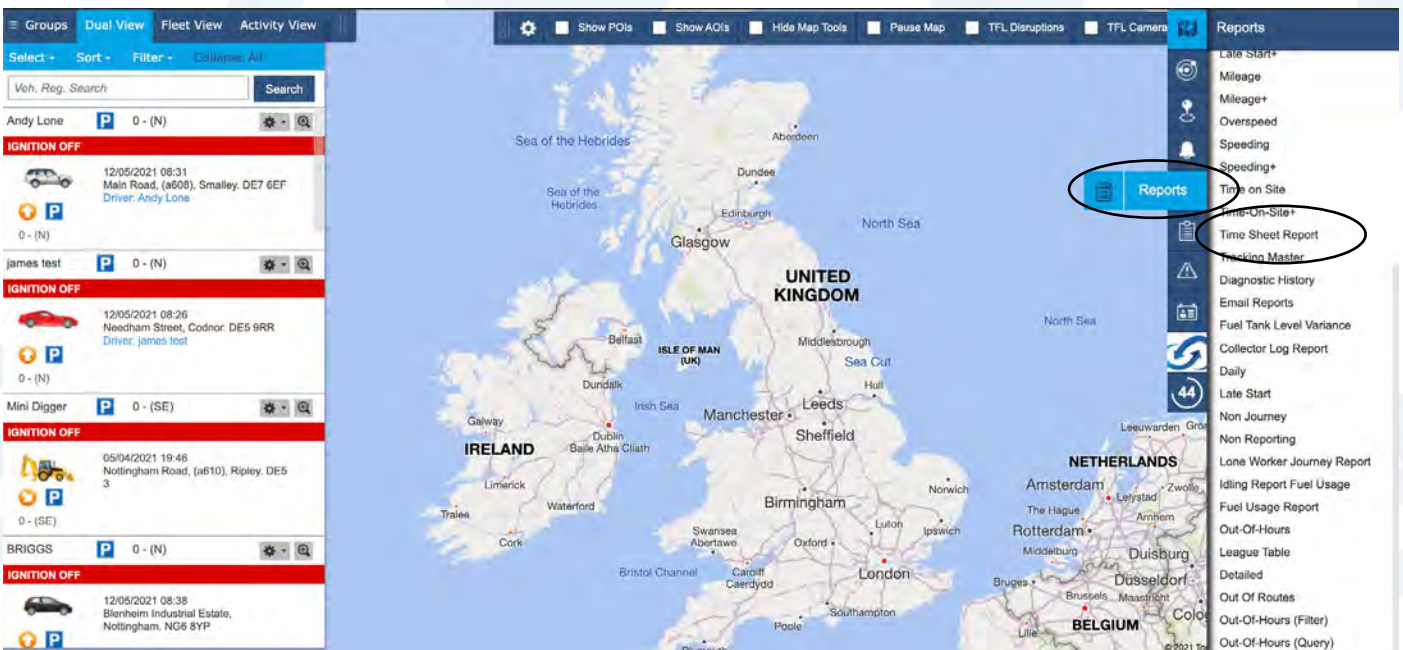 Groups Dual View Fleet View Activity View
Show POIs Show AOIs Hide Map Tools Pause Map TFL Disruptions TFL Camera
Reports
Select Sort Filter Collapse All
Veh. Reg. Search Search
Andy Lone P 0 - (N)
IGNITION OFF
12/05/2021 08:31
Main Road, (a608), Smalley. DE7 6EF
Driver: Andy Lone
P
0 - (N)
james test P 0 - (N)
IGNITION OFF
12/05/2021 08:26
Needham Street, Codnor. DE5 9RR
Driver: james test
P
0 - (N)
Mini Digger P 0 - (SE)
IGNITION OFF
05/04/2021 19:46
Nottingham Road, (a610), Ripley. DE5
3
P
0 - (SE)
BRIGGS P 0 - (N)
IGNITION OFF
12/05/2021 08:38
Blenheim Industrial Estate,
Nottingham. NG6 8YP
P
Sea of the Hebrides
Aberdeen
Dundee
Sea of the
Hebrides
Edinburgh
Glasgow
North Sea
UNITED
KINGDOM
North Sea
Belfast
ISLE OF MAN
(UK)
Middlesbrough
Sea Cut
Dundalk
Hull
Irish Sea
Manchester
Leeds
Galway
Sheffield
Leeuwarden
IRELAND
Dublin
Baile Atha Cliath
NETHERLANDS
Limerick
Amsterdam
Lelystad
Zwolle
Norwich
Birmingham
Waterford
The Hague
Arnhem
Tralee
Rotterdam
Luton
Ipswich
Swansea
Abertawe
Oxford
Cork
Middelburg
Duisburg
Bristol Channel
Cardiff
Caerdydd
London
Bruges
Dusseldorf
Brussels
Maastricht
Southampton
Poole
BELGIUM
Colo
Lille
Plymouth
© 2021 To
Reports
44
Late Start+
Mileage
Mileage+
Overspeed
Speeding
Speeding+
Time on Site
Time-On-Site+
Time Sheet Report
Tracking Master
Diagnostic History
Email Reports
Fuel Tank Level Variance
Collector Log Report
Daily
Late Start
Non Journey
Non Reporting
Lone Worker Journey Report
Idling Report Fuel Usage
Fuel Usage Report
Out-Of-Hours
League Table
Detailed
Out Of Routes
Out-Of-Hours (Filter)
Out-Of-Hours (Query)